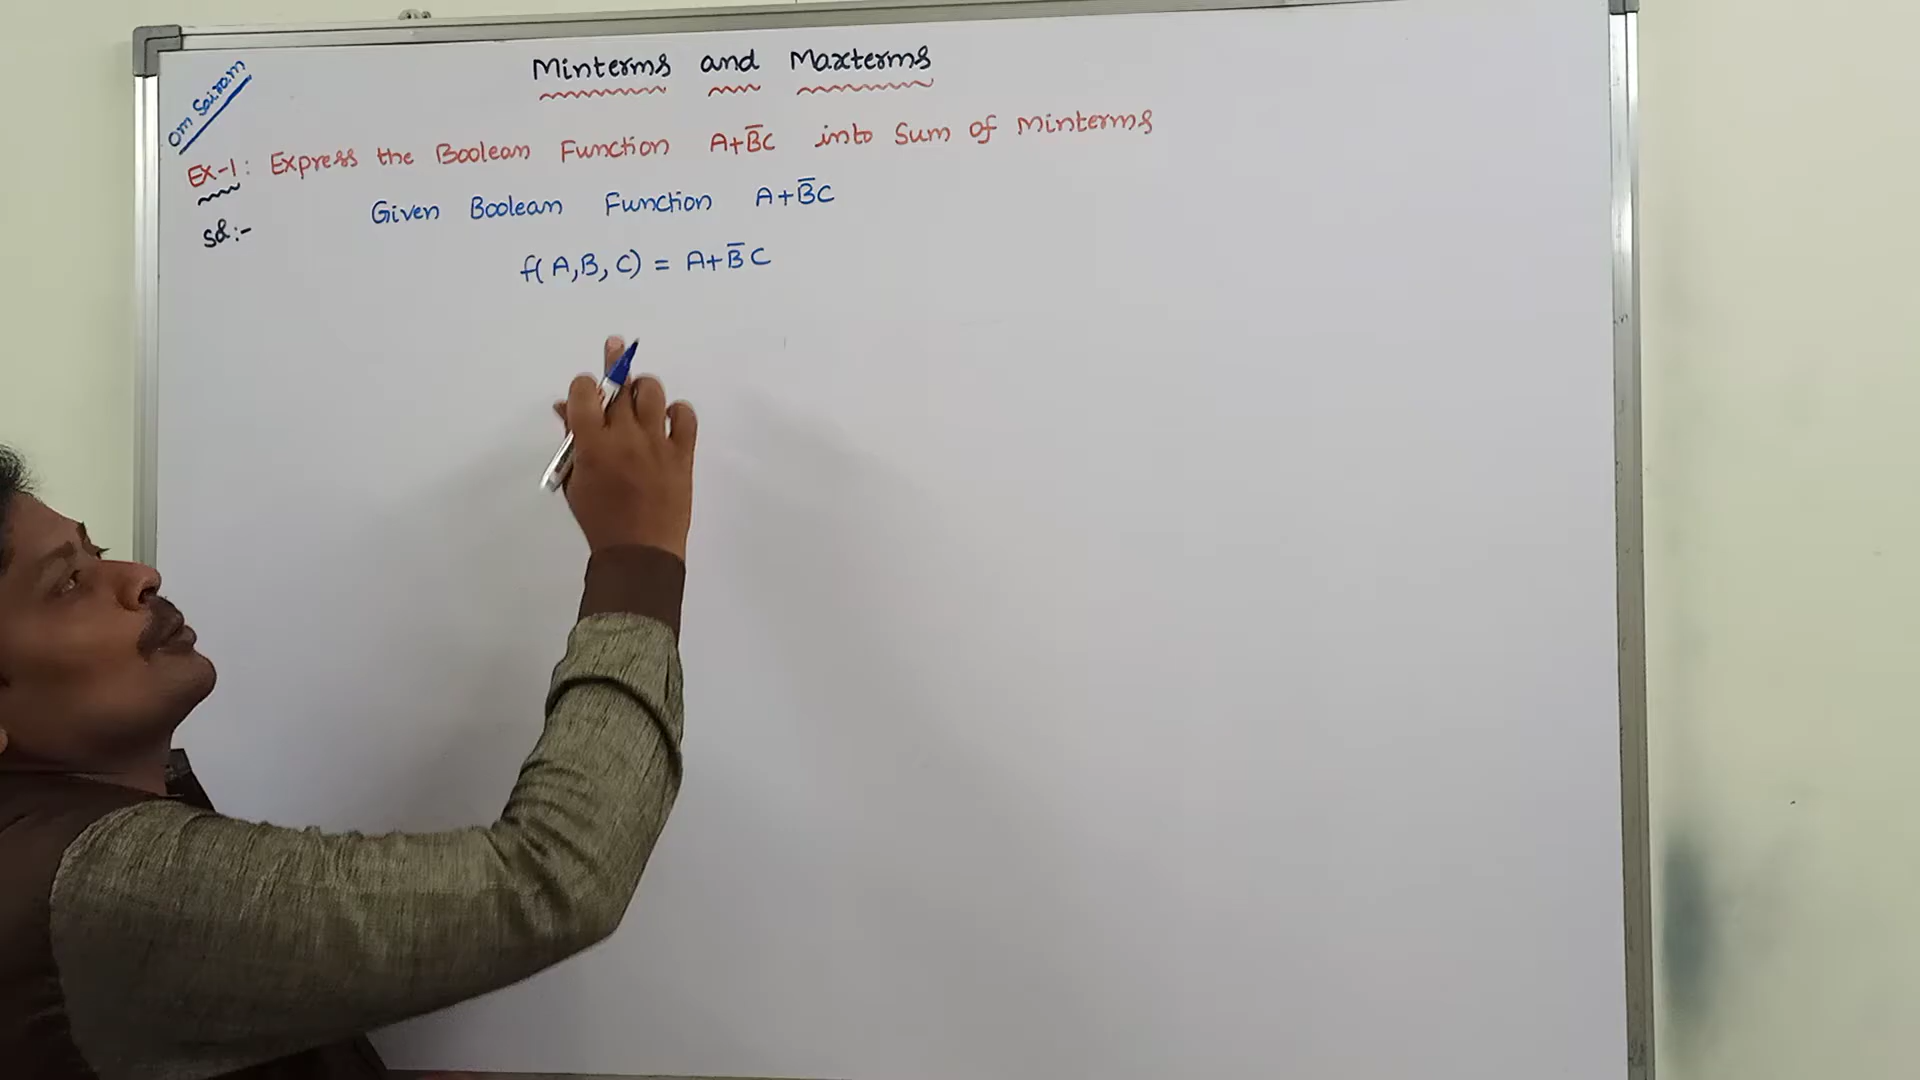 Om Sairam
Minterms and Maxterms
Ex-1: Express the Boolean Function A+B̅C into Sum of Minterms
Sol:- Given Boolean Function A+B̅C
f(A,B,C) = A+B̅C